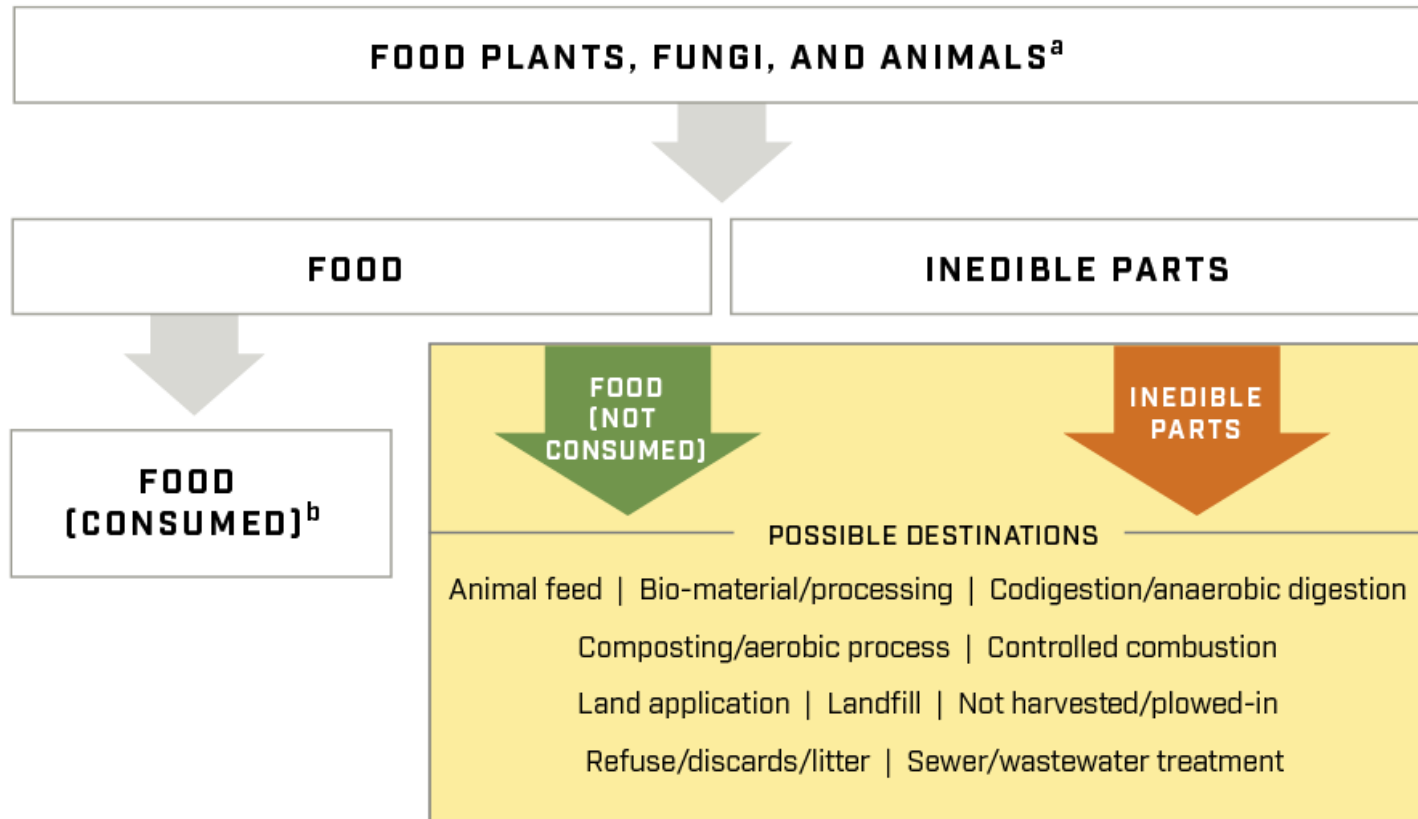 FOOD PLANTS, FUNGI, AND ANIMALSᵃ
FOOD
INEDIBLE PARTS
FOOD
(CONSUMED)ᵇ
FOOD
(NOT
CONSUMED)
INEDIBLE
PARTS
POSSIBLE DESTINATIONS
Animal feed | Bio-material/processing | Codigestion/anaerobic digestion
Composting/aerobic process | Controlled combustion
Land application | Landfill | Not harvested/plowed-in
Refuse/discards/litter | Sewer/wastewater treatment